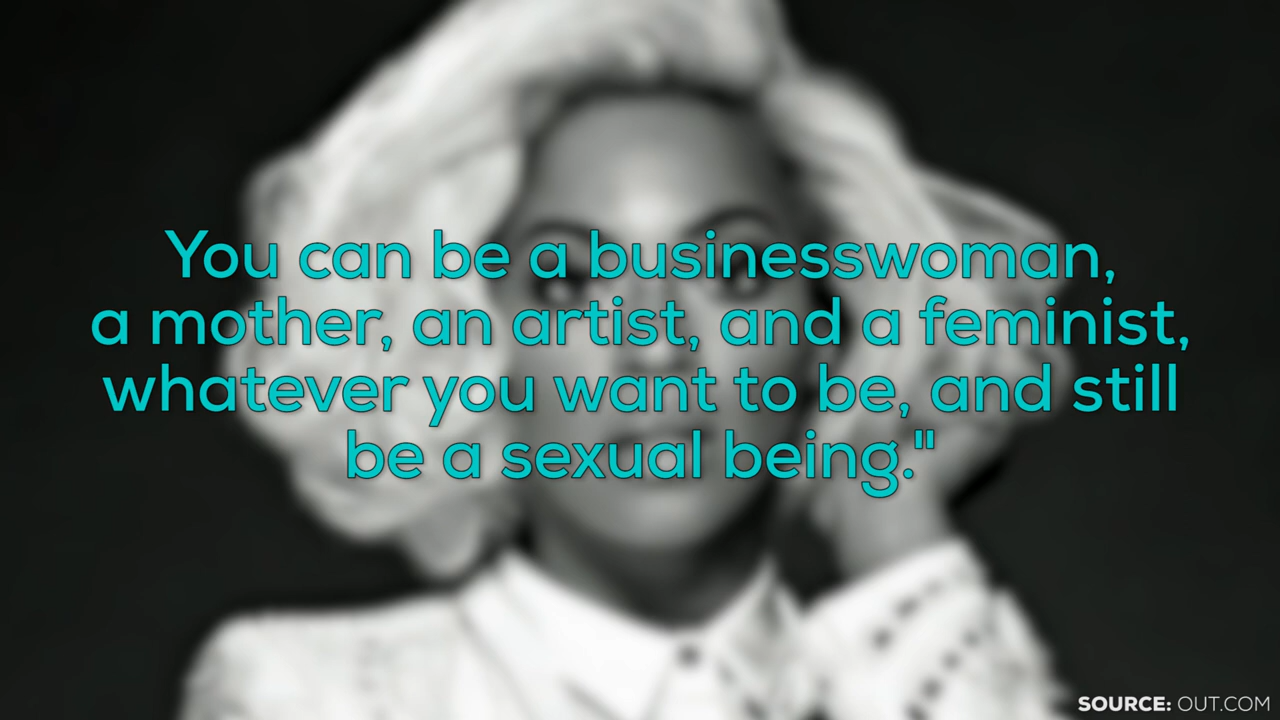 You can be a businesswoman,
a mother, an artist, and a feminist,
whatever you want to be, and still
be a sexual being."
SOURCE: OUT.COM